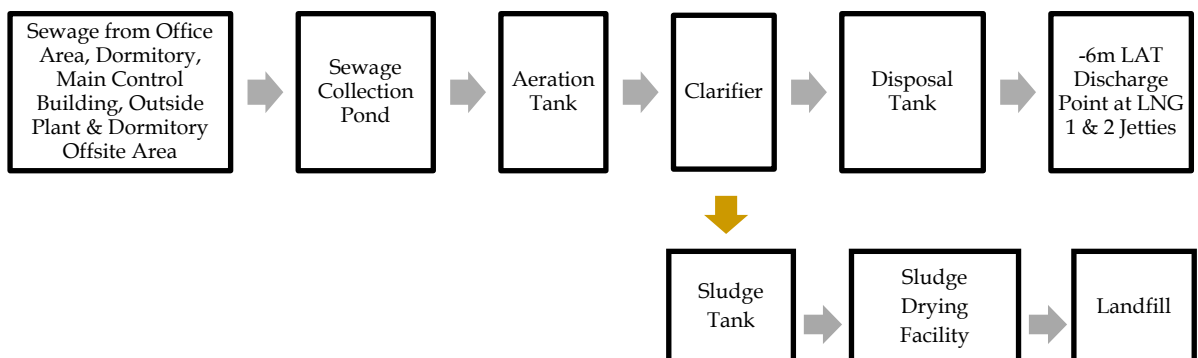 Sewage from Office
Area, Dormitory,
Main Control
Building, Outside
Plant & Dormitory
Offsite Area
Sewage
Collection
Pond
Aeration
Tank
Clarifier
Disposal
Tank
-6m LAT
Discharge
Point at LNG
1 & 2 Jetties
Sludge
Tank
Sludge
Drying
Facility
Landfill